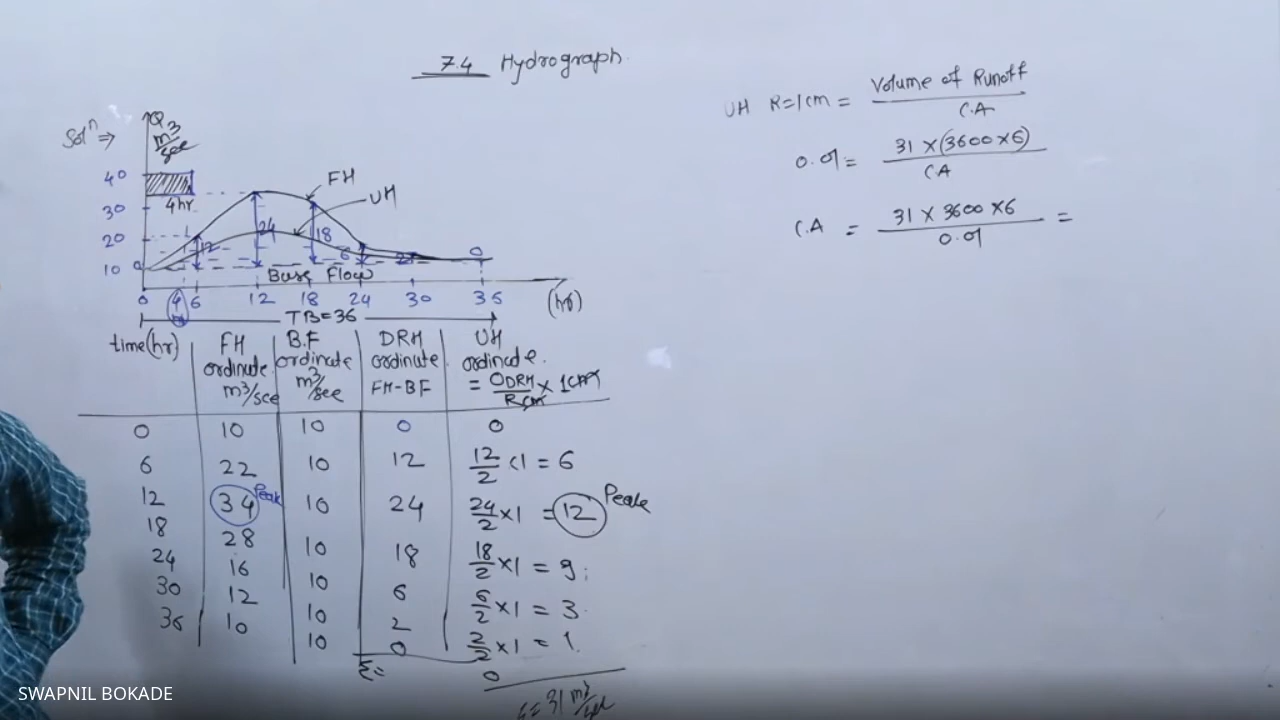 7.4 Hydrograph
Solⁿ ⇒
Q m³/sec
40
30
20
10
4hr
FH
UH
12
24
18
6
2
0
Base Flow
0 4 6 12 18 24 30 36 (hr)
TB=36
time(hr) FH ordinate m³/sec B.F ordinate m³/sec DRH ordinate FH-BF UH ordinate. = ODRH/Rcm × 1cm
0 10 10 0 0
6 22 10 12 12/2 ×1 = 6
12 34 Peak 10 24 24/2 ×1 = 12 Peak
18 28 10 18 18/2 ×1 = 9
24 16 10 6 6/2 ×1 = 3
30 12 10 2 2/2 ×1 = 1
36 10 10 0 0
Σ= Σ=31 m³/sec
UH R=1cm = Volume of Runoff / C.A
0.01 = 31 ×(3600×6) / C.A
C.A = 31 × 3600 ×6 / 0.01 =
SWAPNIL BOKADE